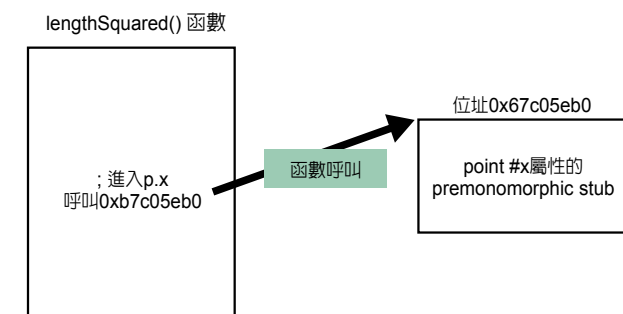 lengthSquared() 函數
; 進入p.x
呼叫0xb7c05eb0
函數呼叫
位址0x67c05eb0
point #x屬性的
premonomorphic stub